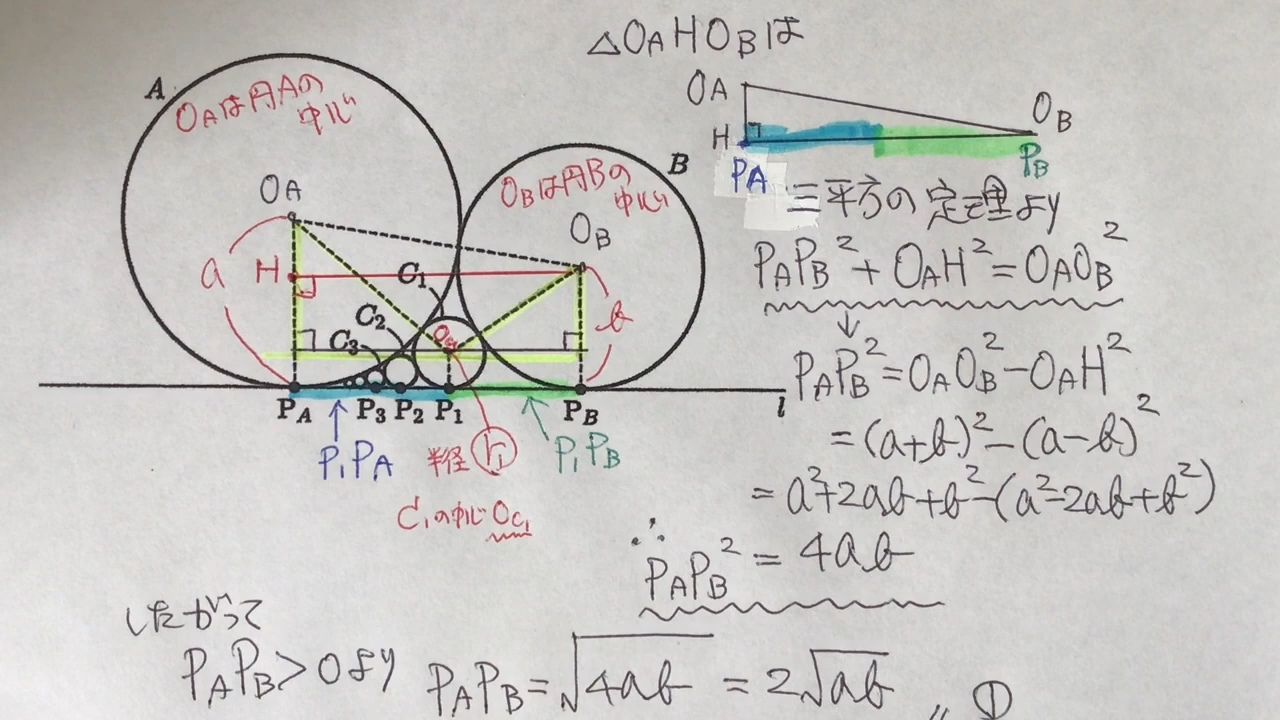 △OAHOBは
A
OAは円Aの
中心
OA
H
a
B
OBは円Bの
中心
OB
b
C1
C2
C3
OC1
PA P3 P2 P1 PB l
P1PA
半径 r1
P1PB
C1の中心OC1
OA
H
PA
OB
PB
三平方の定理より
PAPB²+OAH²=OAOB²
↓
PAPB²=OAOB²-OAH²
=(a+b)²-(a-b)²
=a²+2ab+b²-(a²-2ab+b²)
∴PAPB²=4ab
したがって
PAPB>0より PAPB=√4ab=2√ab 〃①